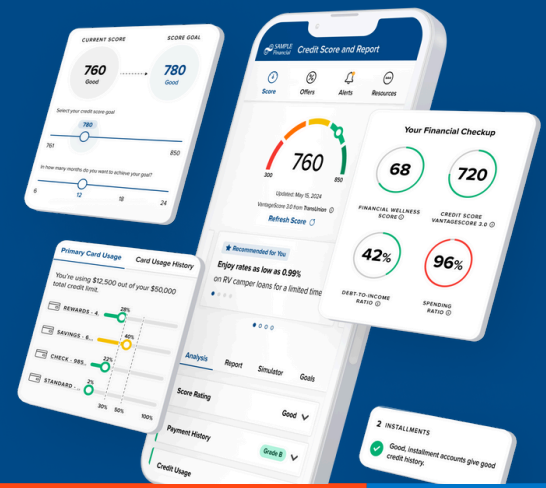 CURRENT SCORE
SCORE GOAL
760
Good
780
Good
Select your credit score goal
780
761
850
In how many months do you want to achieve your goal?
6
12
18
24
SAMPLE
Financial
Credit Score and Report
Score
Offers
Alerts
Resources
760
300
850
Updated: May 15, 2024
VantageScore 3.0 from TransUnion
Refresh Score
Recommended for You
Enjoy rates as low as 0.99%
on RV camper loans for a limited time
Analysis
Report
Simulator
Goals
Score Rating
Good
Payment History
Grade B
Credit Usage
Your Financial Checkup
68
720
FINANCIAL WELLNESS
SCORE
CREDIT SCORE
VANTAGESCORE 3.0
42%
96%
DEBT-TO-INCOME
RATIO
SPENDING
RATIO
Primary Card Usage
Card Usage History
You're using $12,500 out of your $50,000
total credit limit.
REWARDS - 4.
28%
SAVINGS - 6...
40%
CHECK - 985..
22%
STANDARD - ..
2%
30%
50%
100%
2 INSTALLMENTS
Good, installment accounts give good
credit history.